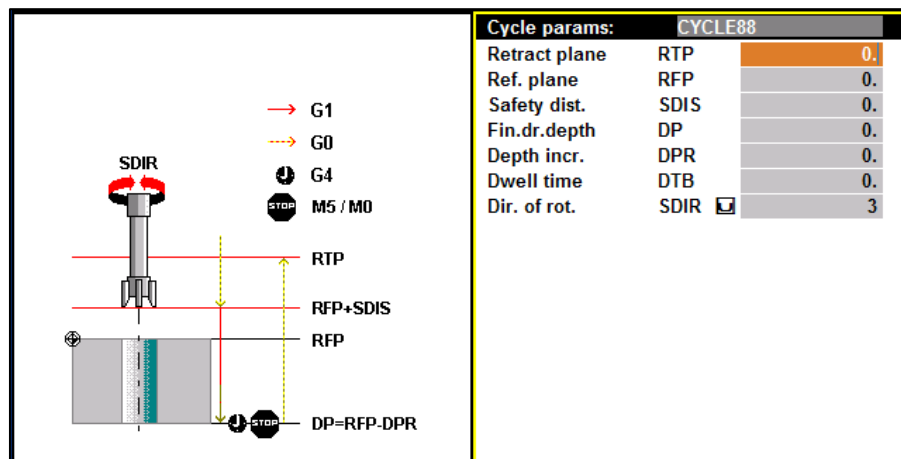 G1
G0
G4
STOP M5 / M0
SDIR
RTP
RFP+SDIS
RFP
STOP DP=RFP-DPR
Cycle params: CYCLE88
Retract plane RTP 0.
Ref. plane RFP 0.
Safety dist. SDIS 0.
Fin.dr.depth DP 0.
Depth incr. DPR 0.
Dwell time DTB 0.
Dir. of rot. SDIR 3